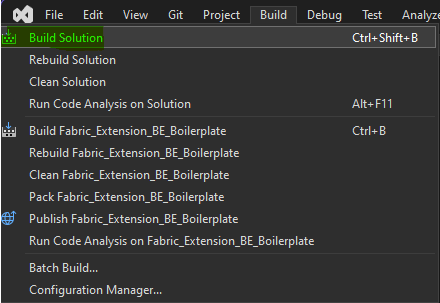 File Edit View Git Project Build Debug Test Analyze
Build Solution Ctrl+Shift+B
Rebuild Solution
Clean Solution
Run Code Analysis on Solution Alt+F11
Build Fabric_Extension_BE_Boilerplate Ctrl+B
Rebuild Fabric_Extension_BE_Boilerplate
Clean Fabric_Extension_BE_Boilerplate
Pack Fabric_Extension_BE_Boilerplate
Publish Fabric_Extension_BE_Boilerplate
Run Code Analysis on Fabric_Extension_BE_Boilerplate
Batch Build...
Configuration Manager...